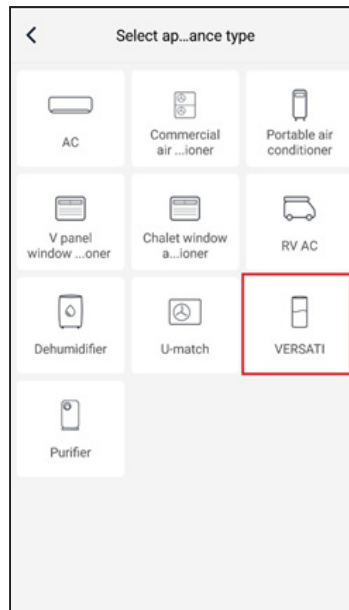 Select ap...ance type
AC
Commercial
air ...ioner
Portable air
conditioner
V panel
window ...oner
Chalet window
a...ioner
RV AC
Dehumidifier
U-match
VERSATI
Purifier